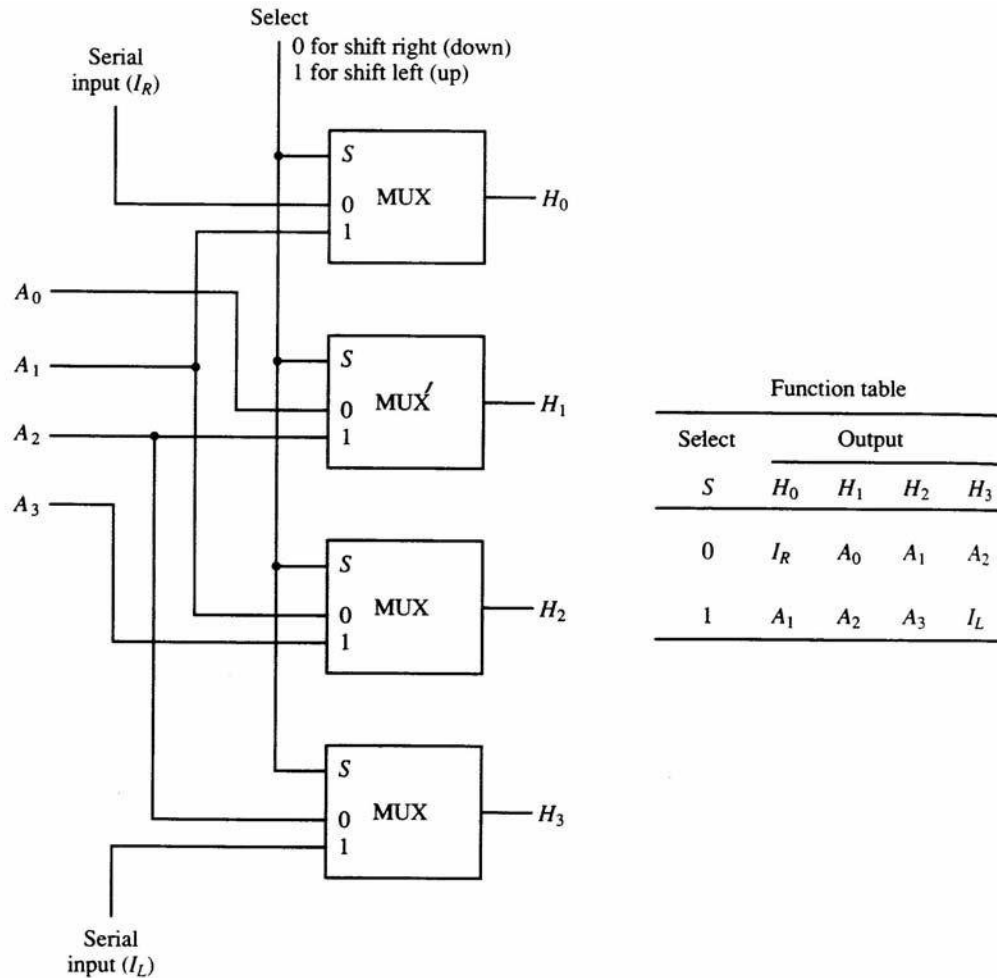 Select
0 for shift right (down)
1 for shift left (up)
Serial
input (I_R)
S
MUX
0
1
H_0
A_0
A_1
A_2
A_3
S
MUX
0
1
H_1
S
MUX
0
1
H_2
S
MUX
0
1
H_3
Serial
input (I_L)
Function table
Select Output
S H_0 H_1 H_2 H_3
0 I_R A_0 A_1 A_2
1 A_1 A_2 A_3 I_L